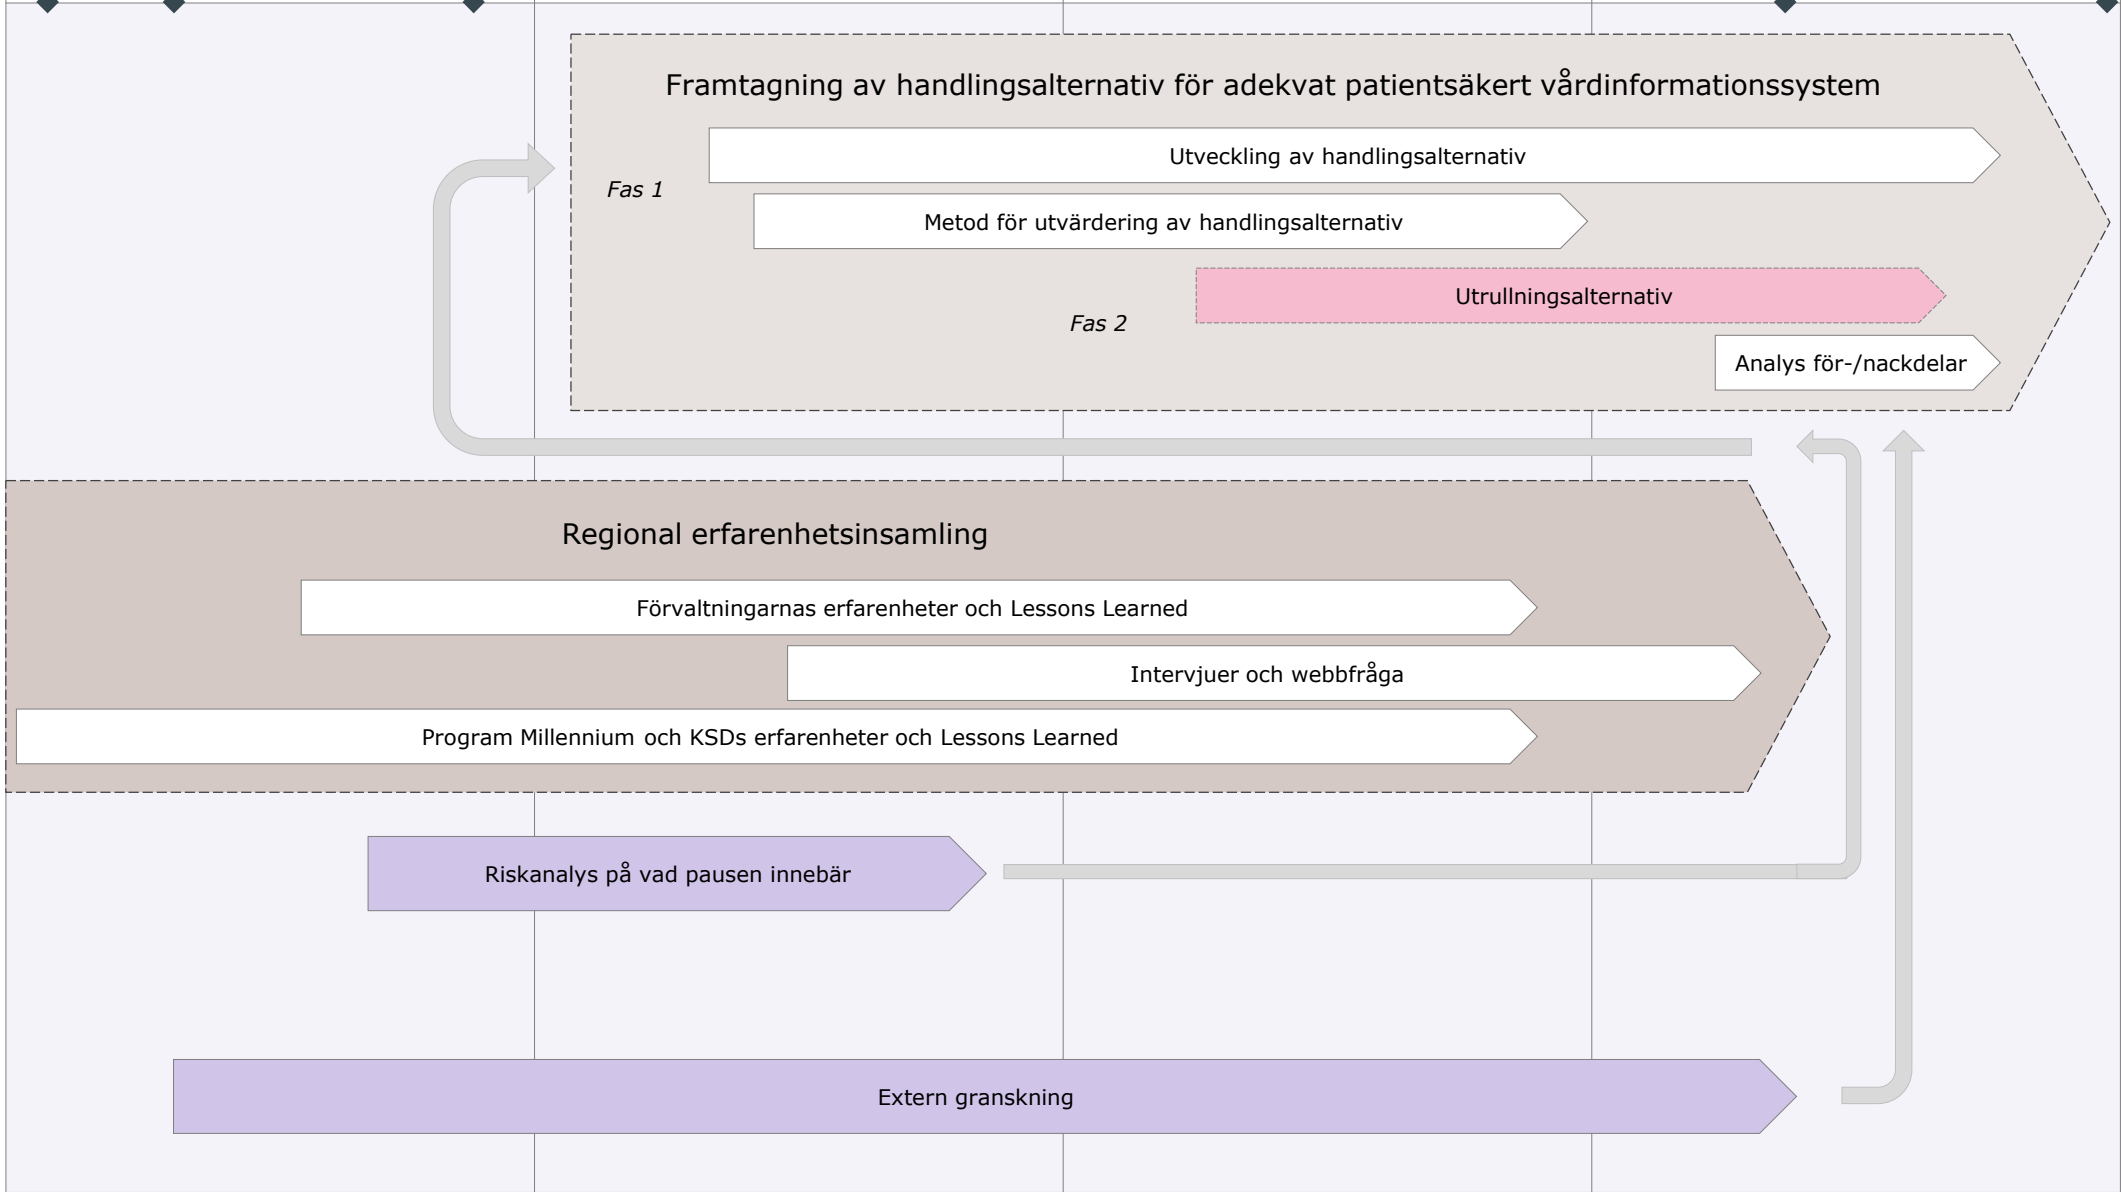 Framtagning av handlingsalternativ för adekvat patientsäkert vårdinformationssystem
Utveckling av handlingsalternativ
Fas 1
Metod för utvärdering av handlingsalternativ
Utrullningsalternativ
Fas 2
Analys för-/nackdelar
Regional erfarenhetsinsamling
Förvaltningarnas erfarenheter och Lessons Learned
Intervjuer och webbfråga
Program Millennium och KSDs erfarenheter och Lessons Learned
Riskanalys på vad pausen innebär
Extern granskning